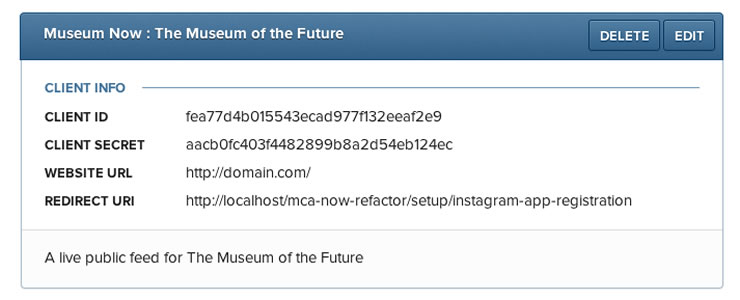 Museum Now : The Museum of the Future
DELETE
EDIT
CLIENT INFO
CLIENT ID fea77d4b015543ecad977f132eeaf2e9
CLIENT SECRET aacb0fc403f4482899b8a2d54eb124ec
WEBSITE URL http://domain.com/
REDIRECT URI http://localhost/mca-now-refactor/setup/instagram-app-registration
A live public feed for The Museum of the Future